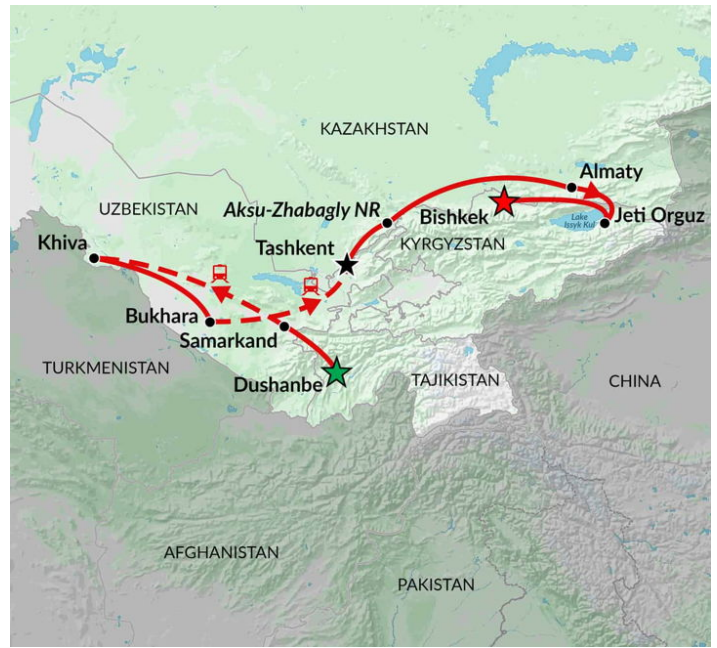 KAZAKHSTAN
Almaty
UZBEKISTAN
Aksu-Zhabagly NR
Bishkek
Lake
Issyk Kul
Jeti Orguz
Khiva
Tashkent
KYRGYZSTAN
Bukhara
Samarkand
TURKMENISTAN
Dushanbe
TAJIKISTAN
CHINA
AFGHANISTAN
PAKISTAN